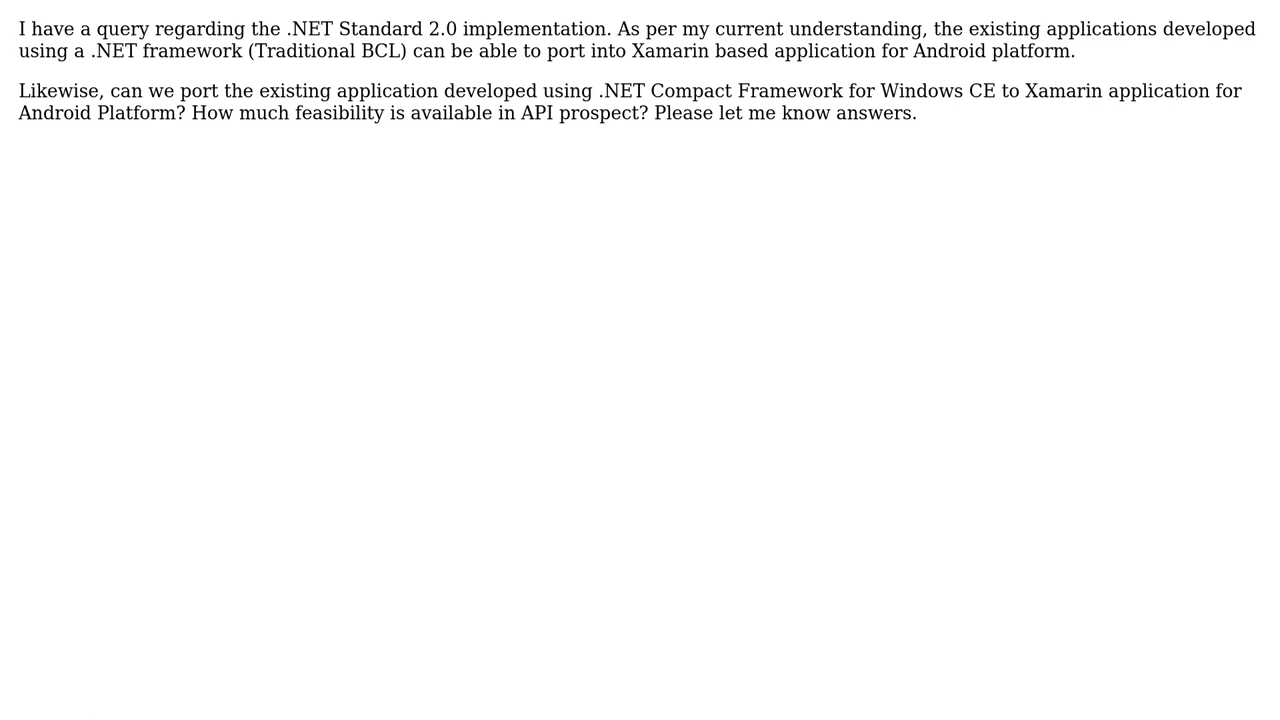 I have a query regarding the .NET Standard 2.0 implementation. As per my current understanding, the existing applications developed
using a .NET framework (Traditional BCL) can be able to port into Xamarin based application for Android platform.
Likewise, can we port the existing application developed using .NET Compact Framework for Windows CE to Xamarin application for
Android Platform? How much feasibility is available in API prospect? Please let me know answers.